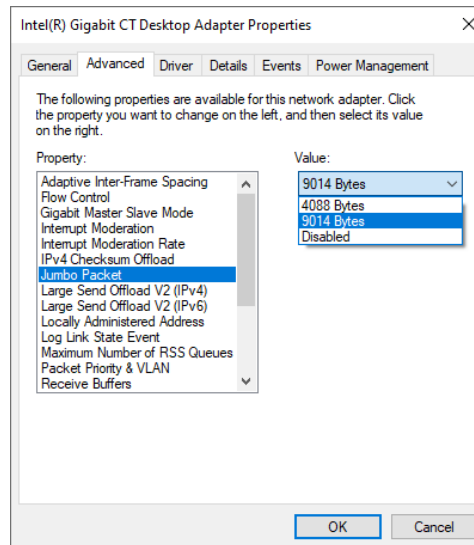 Intel(R) Gigabit CT Desktop Adapter Properties
General Advanced Driver Details Events Power Management
The following properties are available for this network adapter. Click
the property you want to change on the left, and then select its value
on the right.
Property:
Value:
Adaptive Inter-Frame Spacing
Flow Control
Gigabit Master Slave Mode
Interrupt Moderation
Interrupt Moderation Rate
IPv4 Checksum Offload
Jumbo Packet
Large Send Offload V2 (IPv4)
Large Send Offload V2 (IPv6)
Locally Administered Address
Log Link State Event
Maximum Number of RSS Queues
Packet Priority & VLAN
Receive Buffers
9014 Bytes
4088 Bytes
9014 Bytes
Disabled
OK Cancel